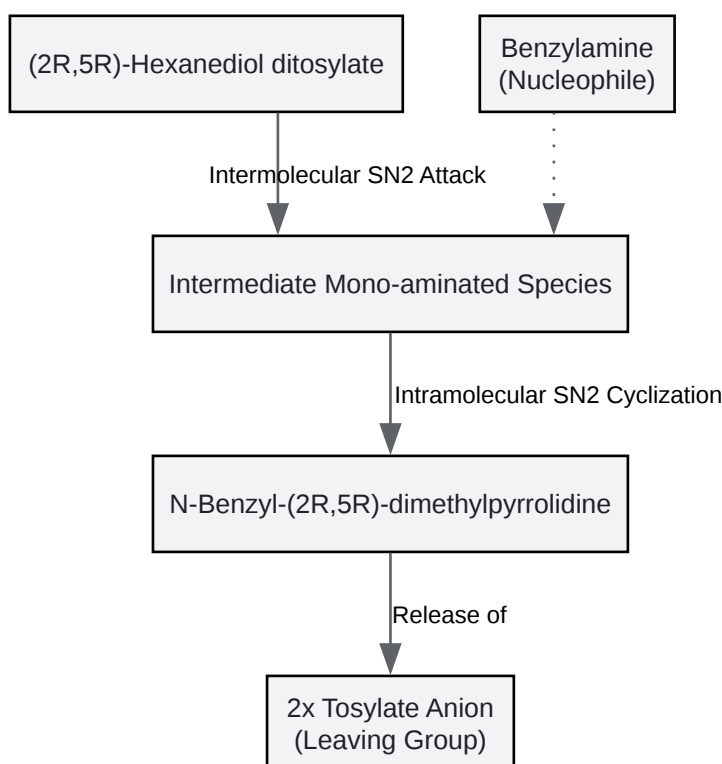 (2R,5R)-Hexanediol ditosylate
Benzylamine
(Nucleophile)
Intermolecular SN2 Attack
Intermediate Mono-aminated Species
Intramolecular SN2 Cyclization
N-Benzyl-(2R,5R)-dimethylpyrrolidine
Release of
2x Tosylate Anion
(Leaving Group)